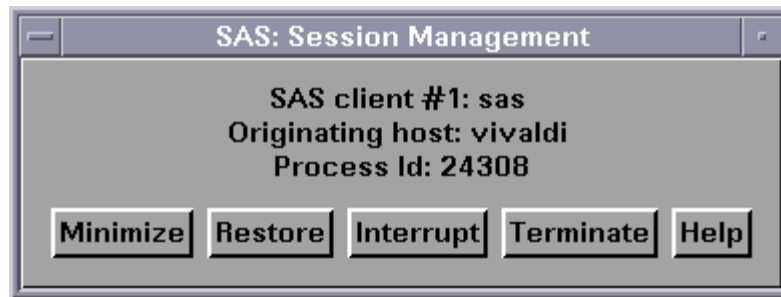 SAS: Session Management
SAS client #1: sas
Originating host: vivaldi
Process Id: 24308
Minimize Restore Interrupt Terminate Help